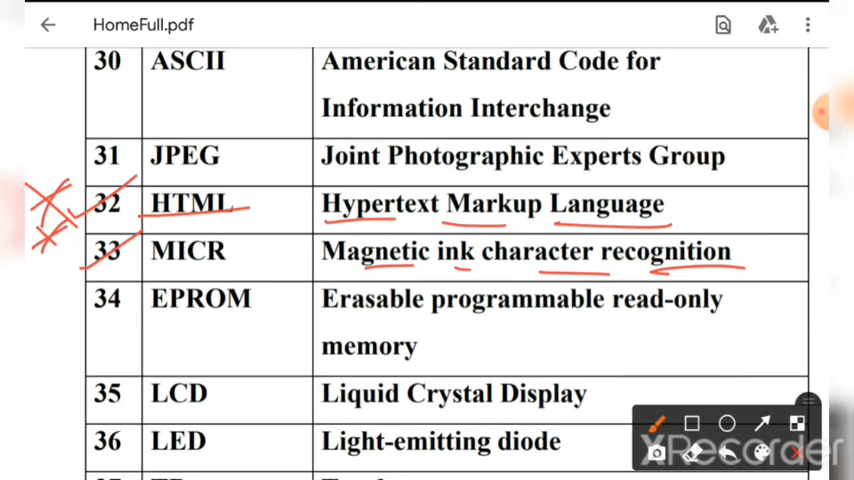 HomeFull.pdf
30 ASCII American Standard Code for
Information Interchange
31 JPEG Joint Photographic Experts Group
32 HTML Hypertext Markup Language
33 MICR Magnetic ink character recognition
34 EPROM Erasable programmable read-only
memory
35 LCD Liquid Crystal Display
36 LED Light-emitting diode
XRecorder